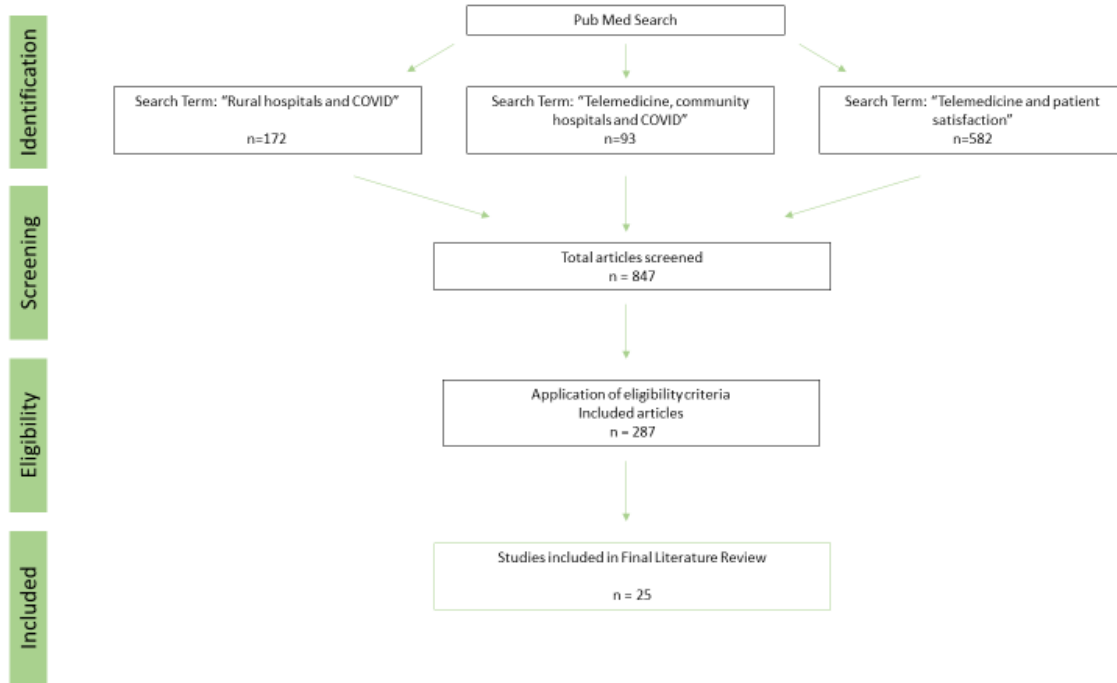 Identification
Pub Med Search
Search Term: “Rural hospitals and COVID”
n=172
Search Term: “Telemedicine, community
hospitals and COVID”
n=93
Search Term: “Telemedicine and patient
satisfaction”
n=582
Screening
Total articles screened
n = 847
Eligibility
Application of eligibility criteria
Included articles
n = 287
Included
Studies included in Final Literature Review
n = 25